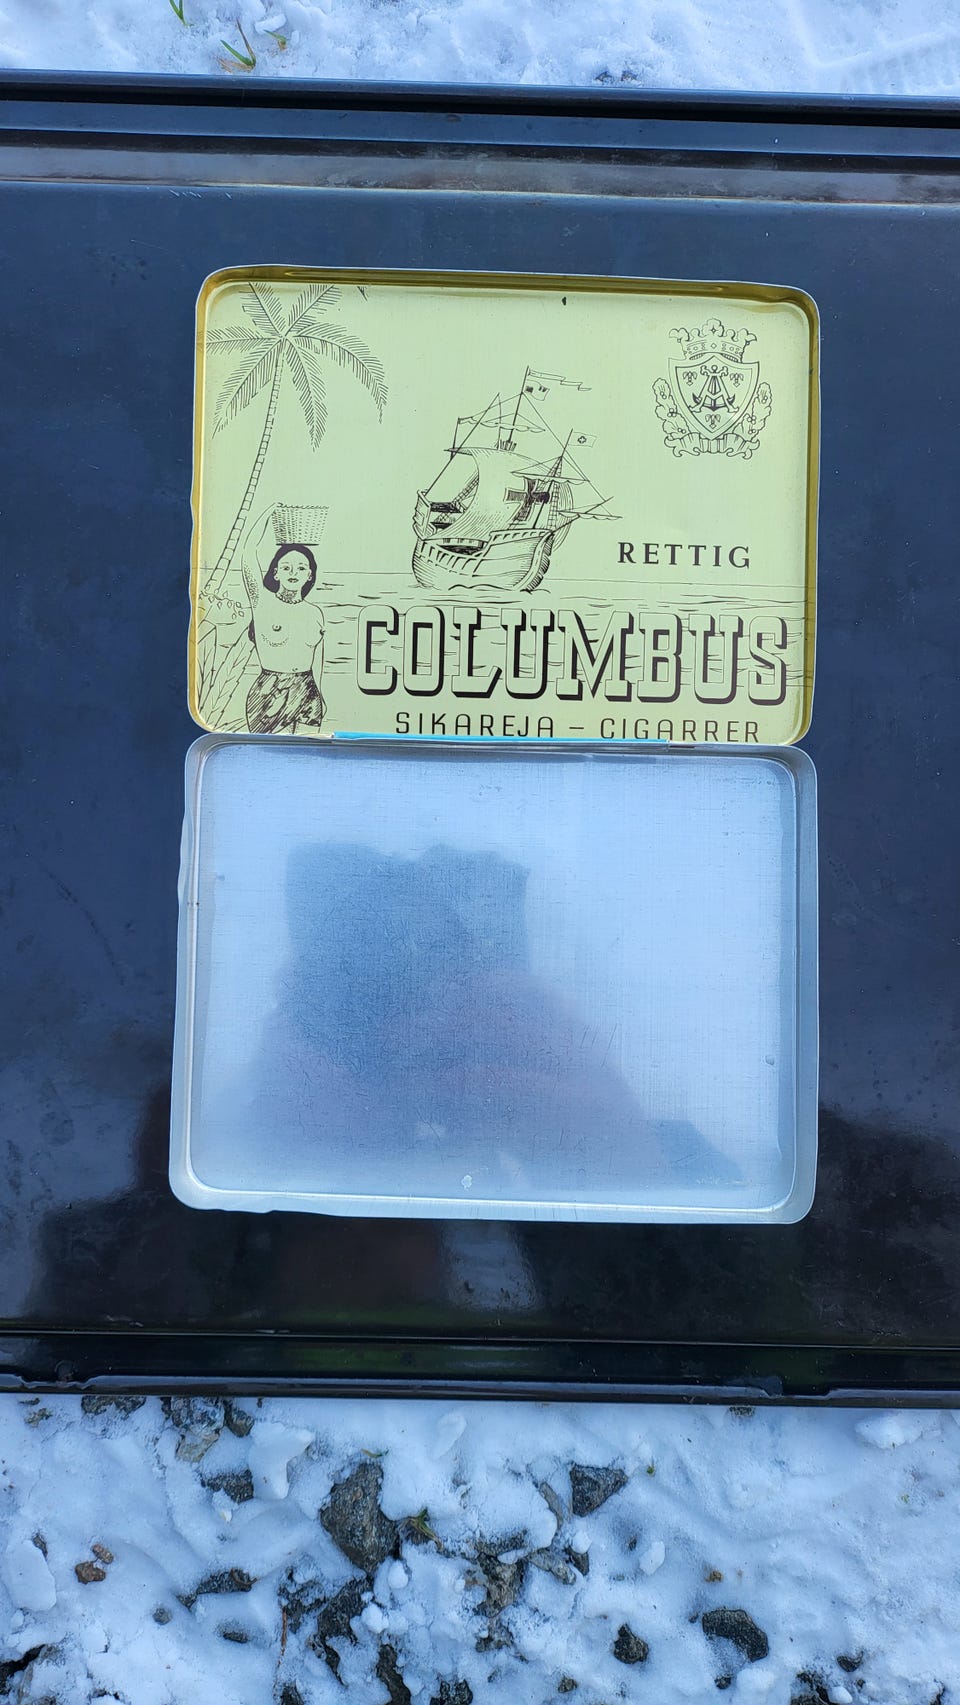 RETTIG
COLUMBUS
SIKAREJA – CIGARRER